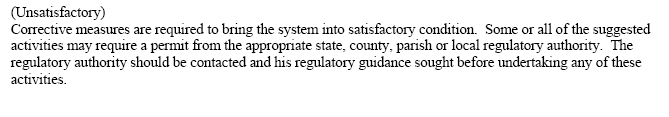 (Unsatisfactory)
Corrective measures are required to bring the system into satisfactory condition.  Some or all of the suggested
activities may require a permit from the appropriate state, county, parish or local regulatory authority.  The
regulatory authority should be contacted and his regulatory guidance sought before undertaking any of these
activities.